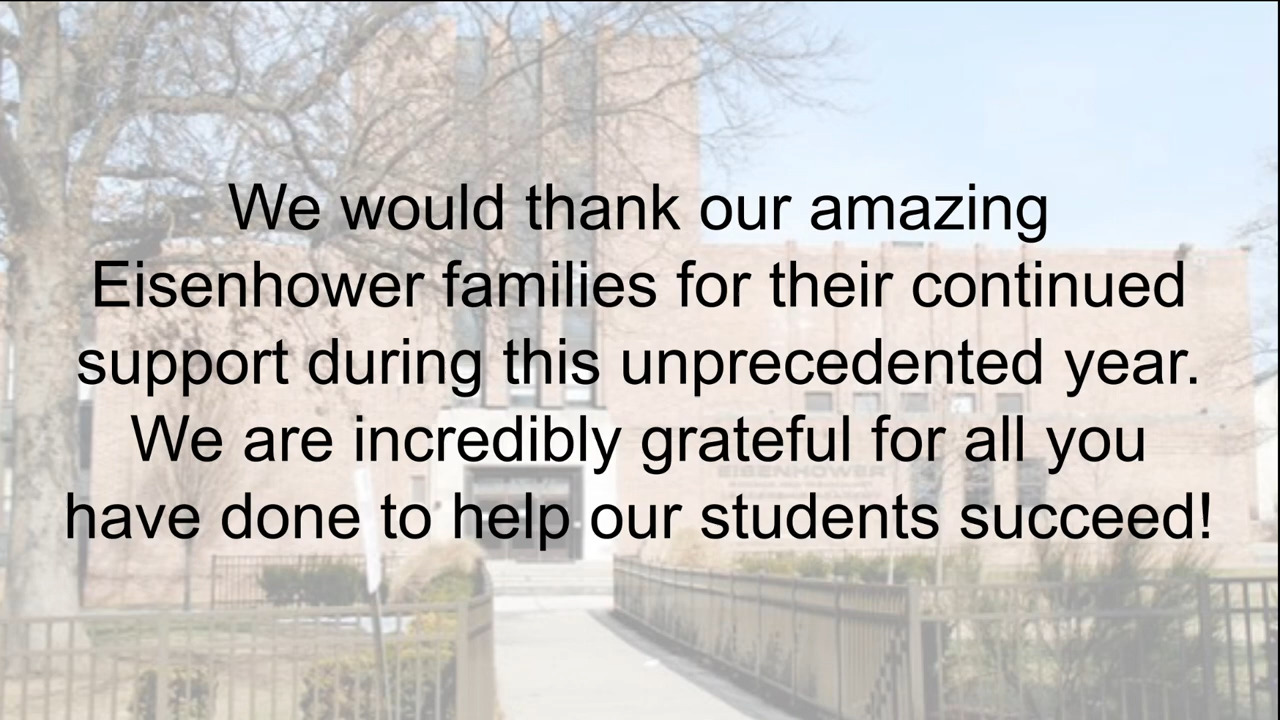 We would thank our amazing
Eisenhower families for their continued
support during this unprecedented year.
We are incredibly grateful for all you
have done to help our students succeed!
EISENHOWER